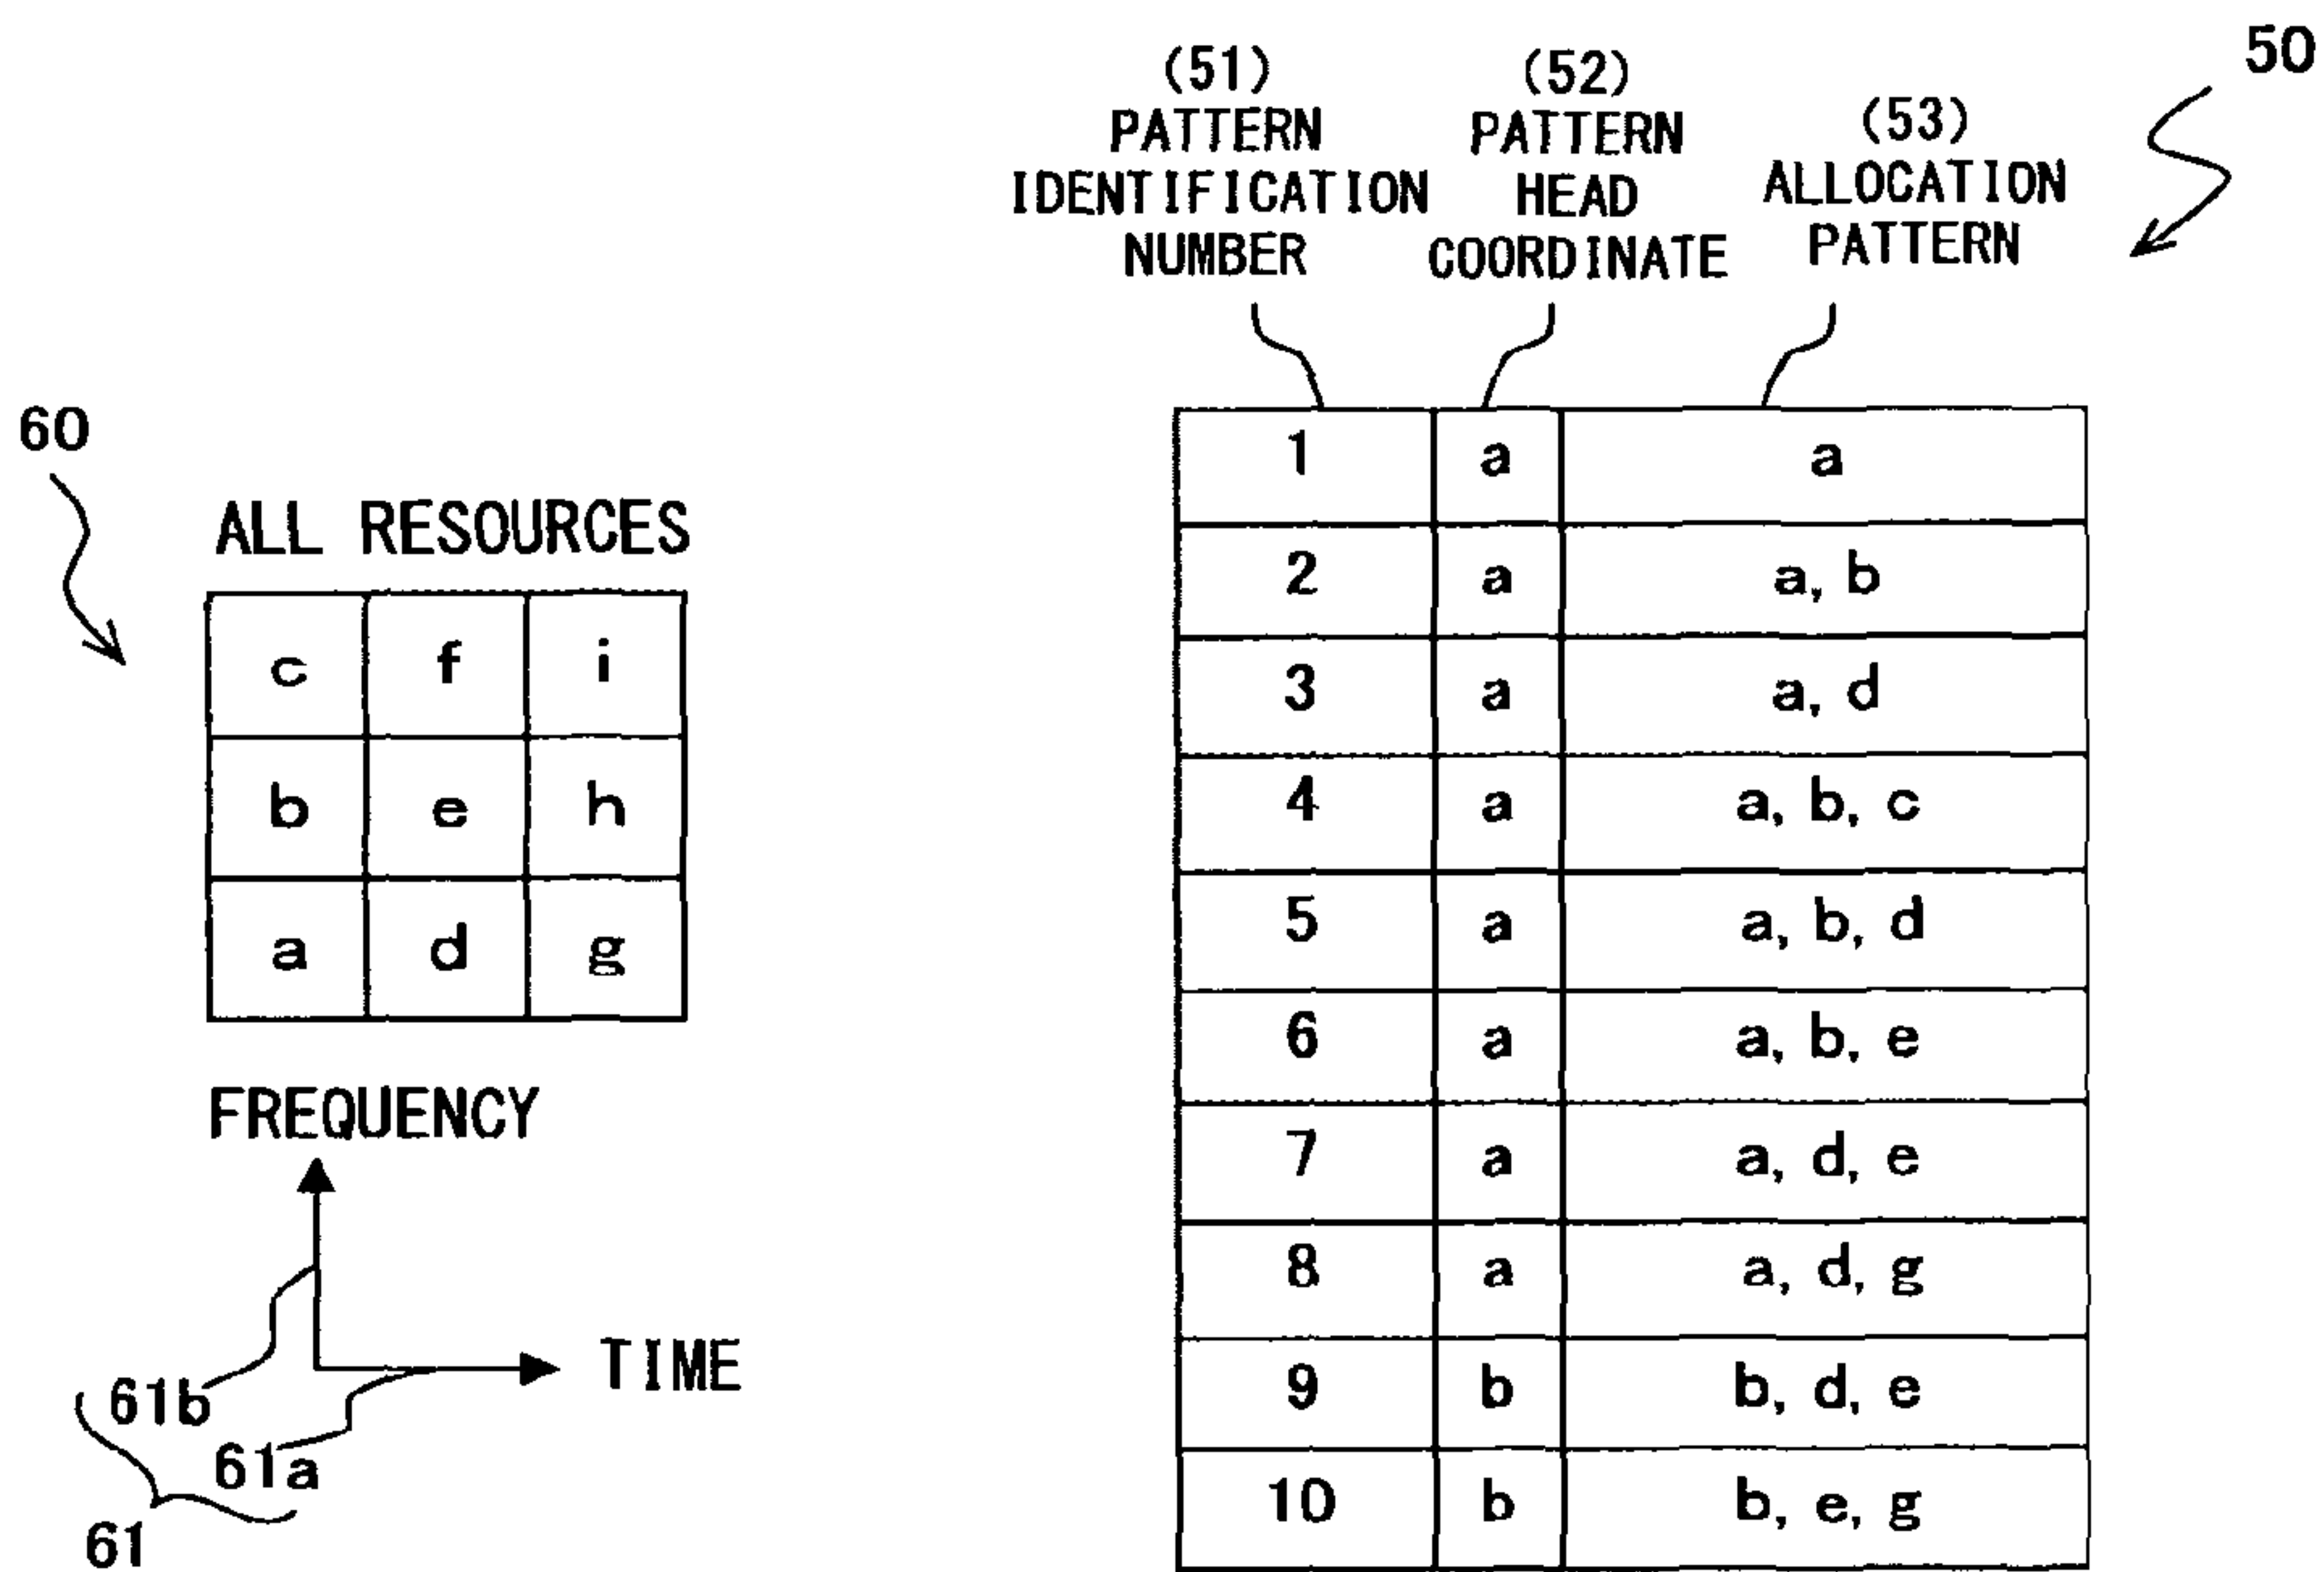 60
ALL RESOURCES
c f i
b e h
a d g
FREQUENCY
TIME
61b
61a
61
50
(51)
PATTERN
IDENTIFICATION
NUMBER
(52)
PATTERN
HEAD
COORDINATE
(53)
ALLOCATION
PATTERN
1 a a
2 a a, b
3 a a, d
4 a a, b, c
5 a a, b, d
6 a a, b, e
7 a a, d, e
8 a a, d, g
9 b b, d, e
10 b b, e, g